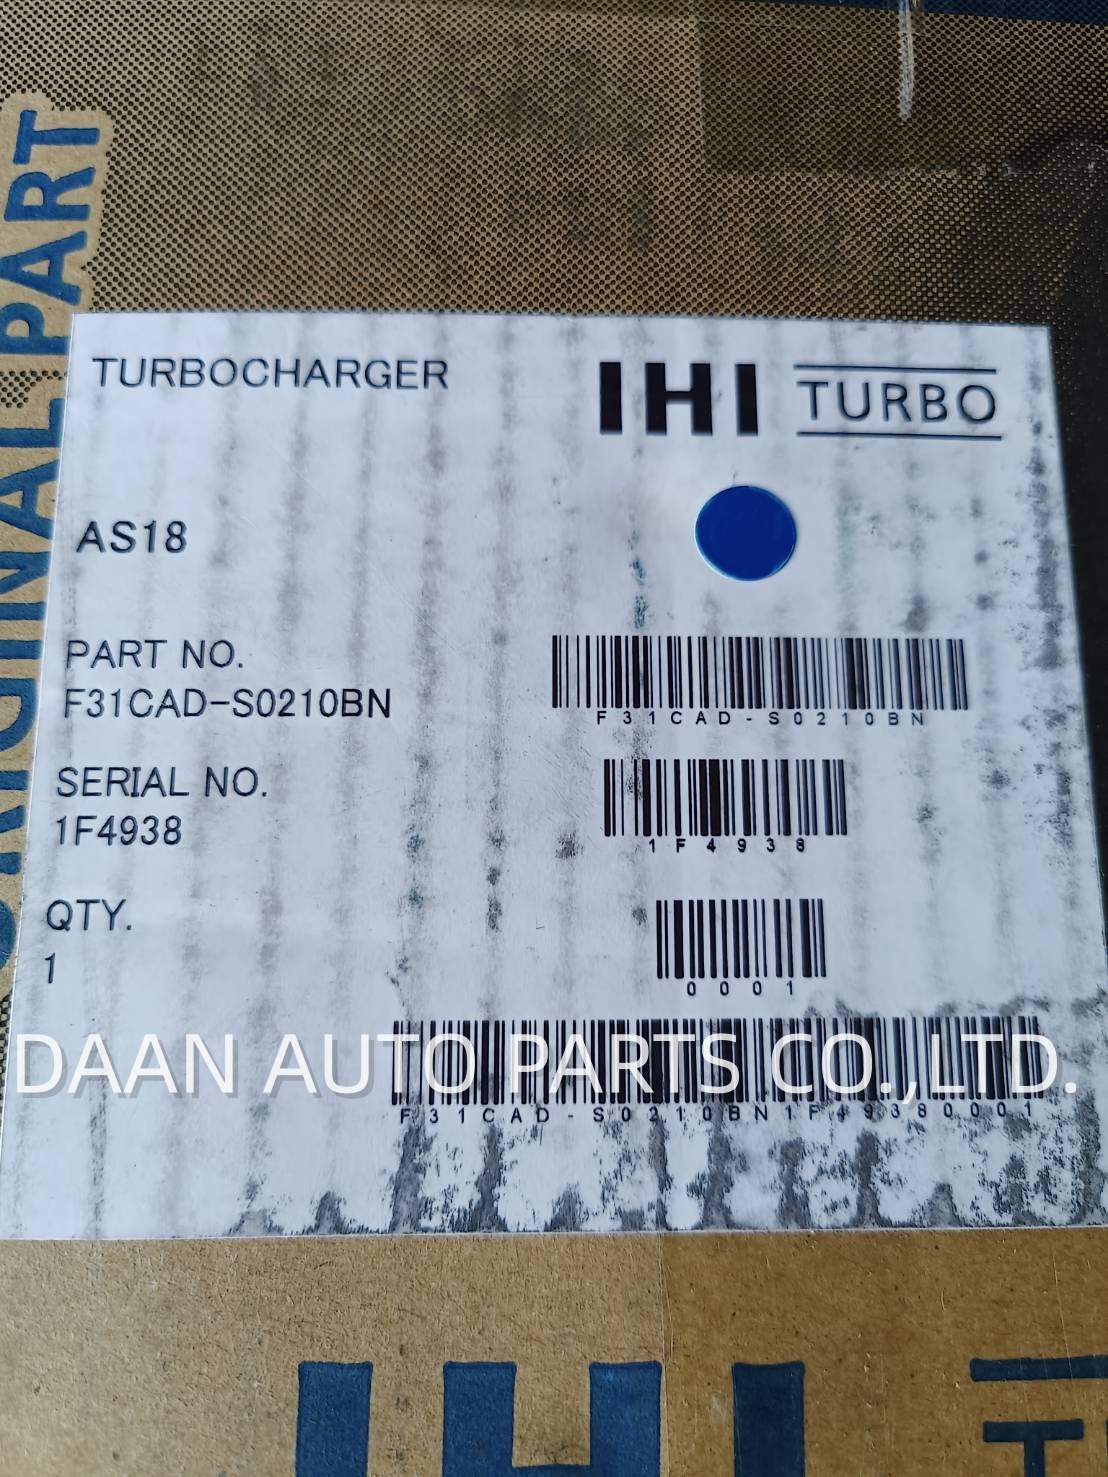 ORIGINAL PART
TURBOCHARGER
IHI TURBO
AS18
PART NO.
F31CAD-S0210BN
F31CAD-S0210BN
SERIAL NO.
1F4938
1F4938
QTY.
1
0001
DAAN AUTO PARTS CO.,LTD.
F31CAD-S0210BN1F49380001
IHI